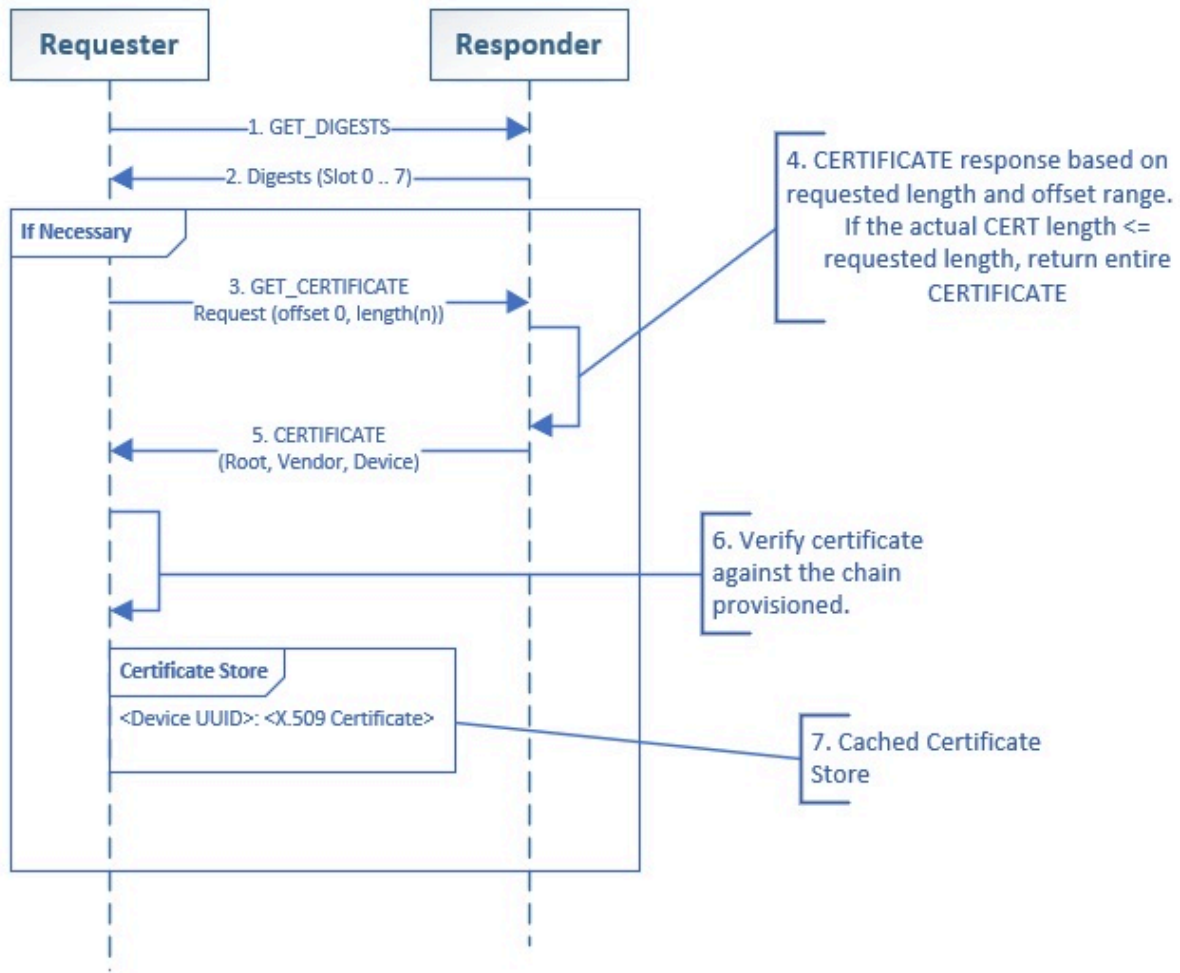 Requester
Responder
1. GET_DIGESTS
2. Digests (Slot 0 .. 7)
If Necessary
3. GET_CERTIFICATE
Request (offset 0, length(n))
4. CERTIFICATE response based on
requested length and offset range.
If the actual CERT length <=
requested length, return entire
CERTIFICATE
5. CERTIFICATE
(Root, Vendor, Device)
6. Verify certificate
against the chain
provisioned.
Certificate Store
<Device UUID>: <X.509 Certificate>
7. Cached Certificate
Store